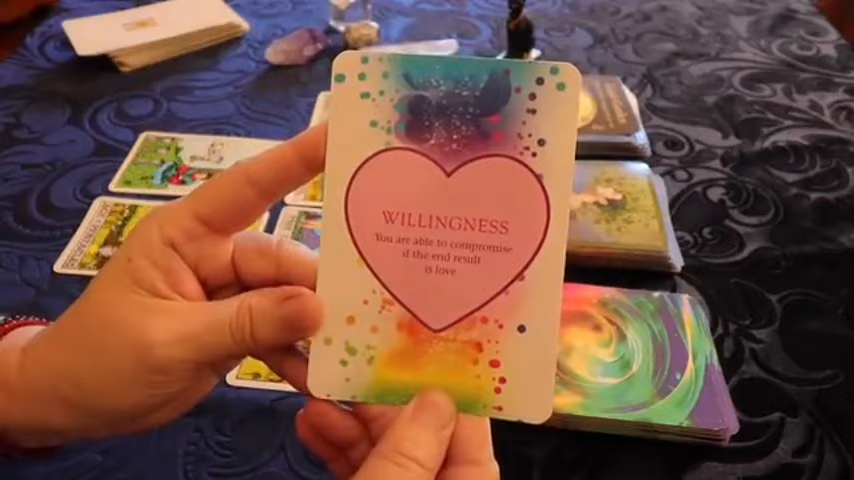 WILLINGNESS
You are able to compromise
if the end result
is love